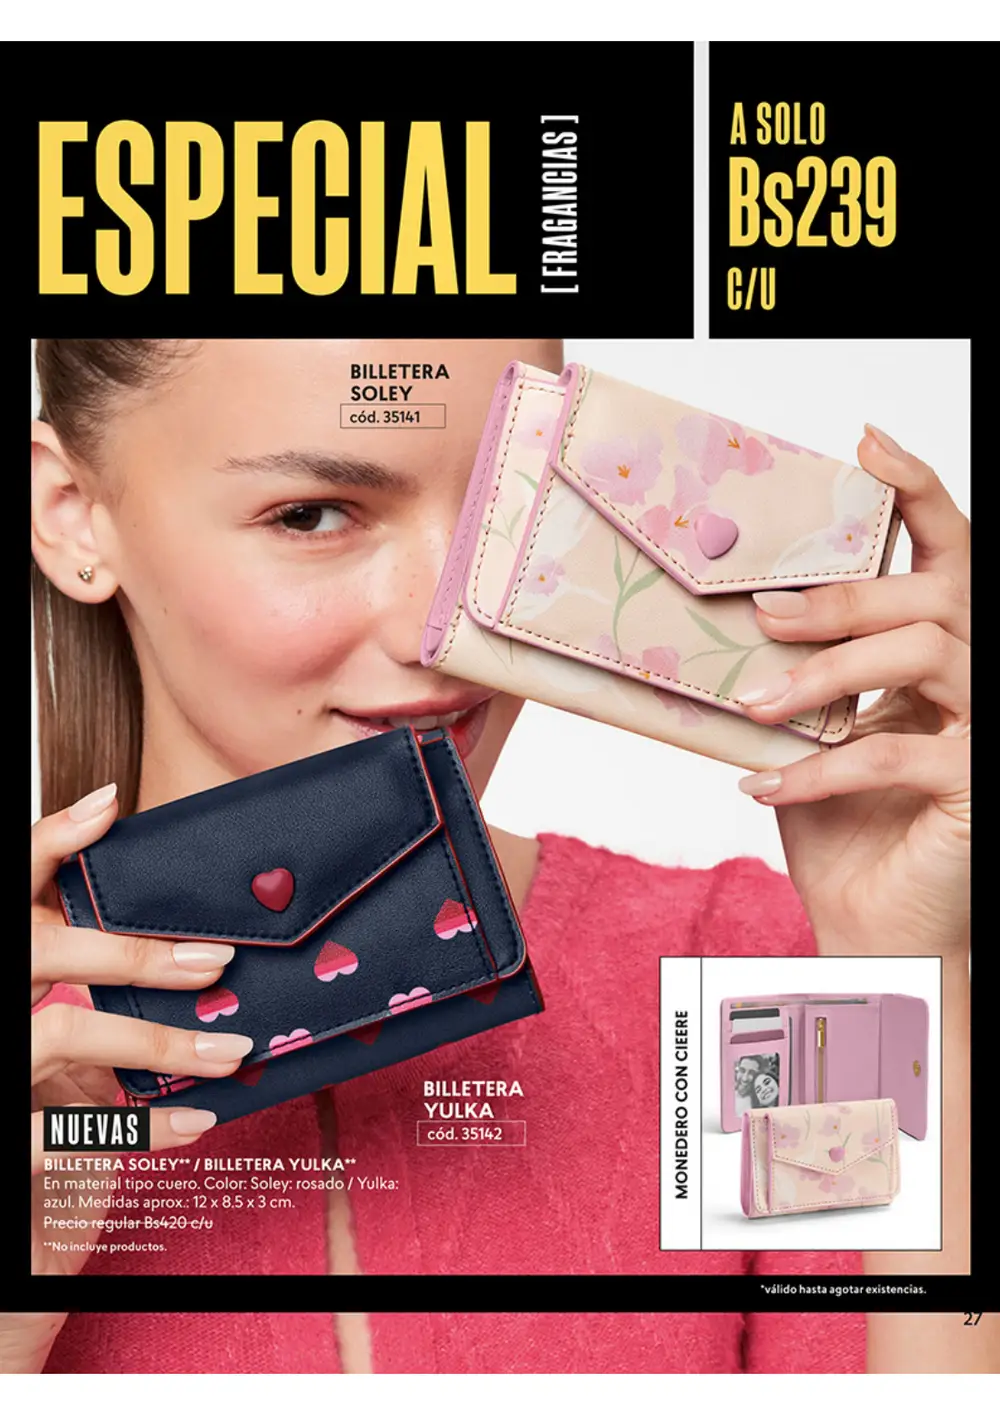 ESPECIAL
[ FRAGANCIAS ]
A SOLO
Bs239
C/U
BILLETERA
SOLEY
cód. 35141
BILLETERA
YULKA
cód. 35142
MONEDERO CON CIEERE
NUEVAS
BILLETERA SOLEY** / BILLETERA YULKA**
En material tipo cuero. Color: Soley: rosado / Yulka:
azul. Medidas aprox.: 12 x 8.5 x 3 cm.
Precio regular Bs420 c/u
**No incluye productos.
*válido hasta agotar existencias.
27